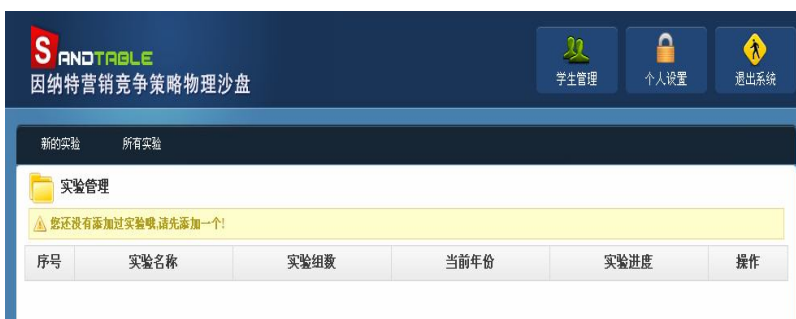 SANDTABLE
因纳特营销竞争策略物理沙盘
学生管理 个人设置 退出系统
新的实验 所有实验
实验管理
您还没有添加过实验哦,请先添加一个!
序号 实验名称 实验组数 当前年份 实验进度 操作